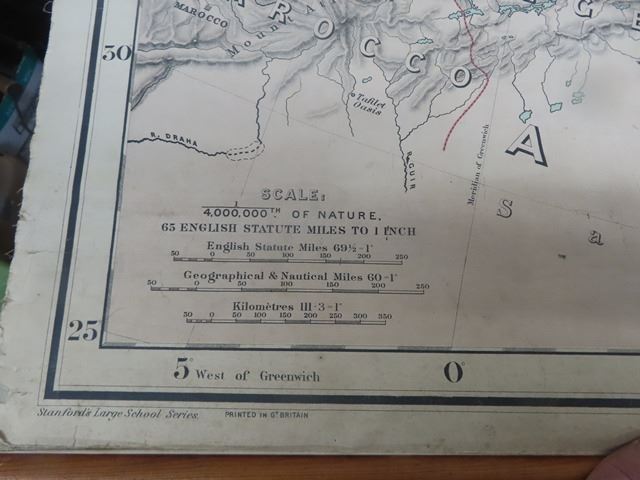 MAROCCO
ROCCO
Mount
30
Tafilet
Oasis
R. DRAHA
R. GUIR
Meridian of Greenwich
A
S a
SCALE:
1
4,000,000TH OF NATURE.
65 ENGLISH STATUTE MILES TO 1 INCH
English Statute Miles 69½=1°
50 0 50 100 150 200 250
Geographical & Nautical Miles 60=1°
50 0 50 100 150 200 250
Kilomètres 111·3=1°
50 0 50 100 150 200 250 300 350
25
5° West of Greenwich 0°
Stanford's Large School Series. PRINTED IN GT BRITAIN